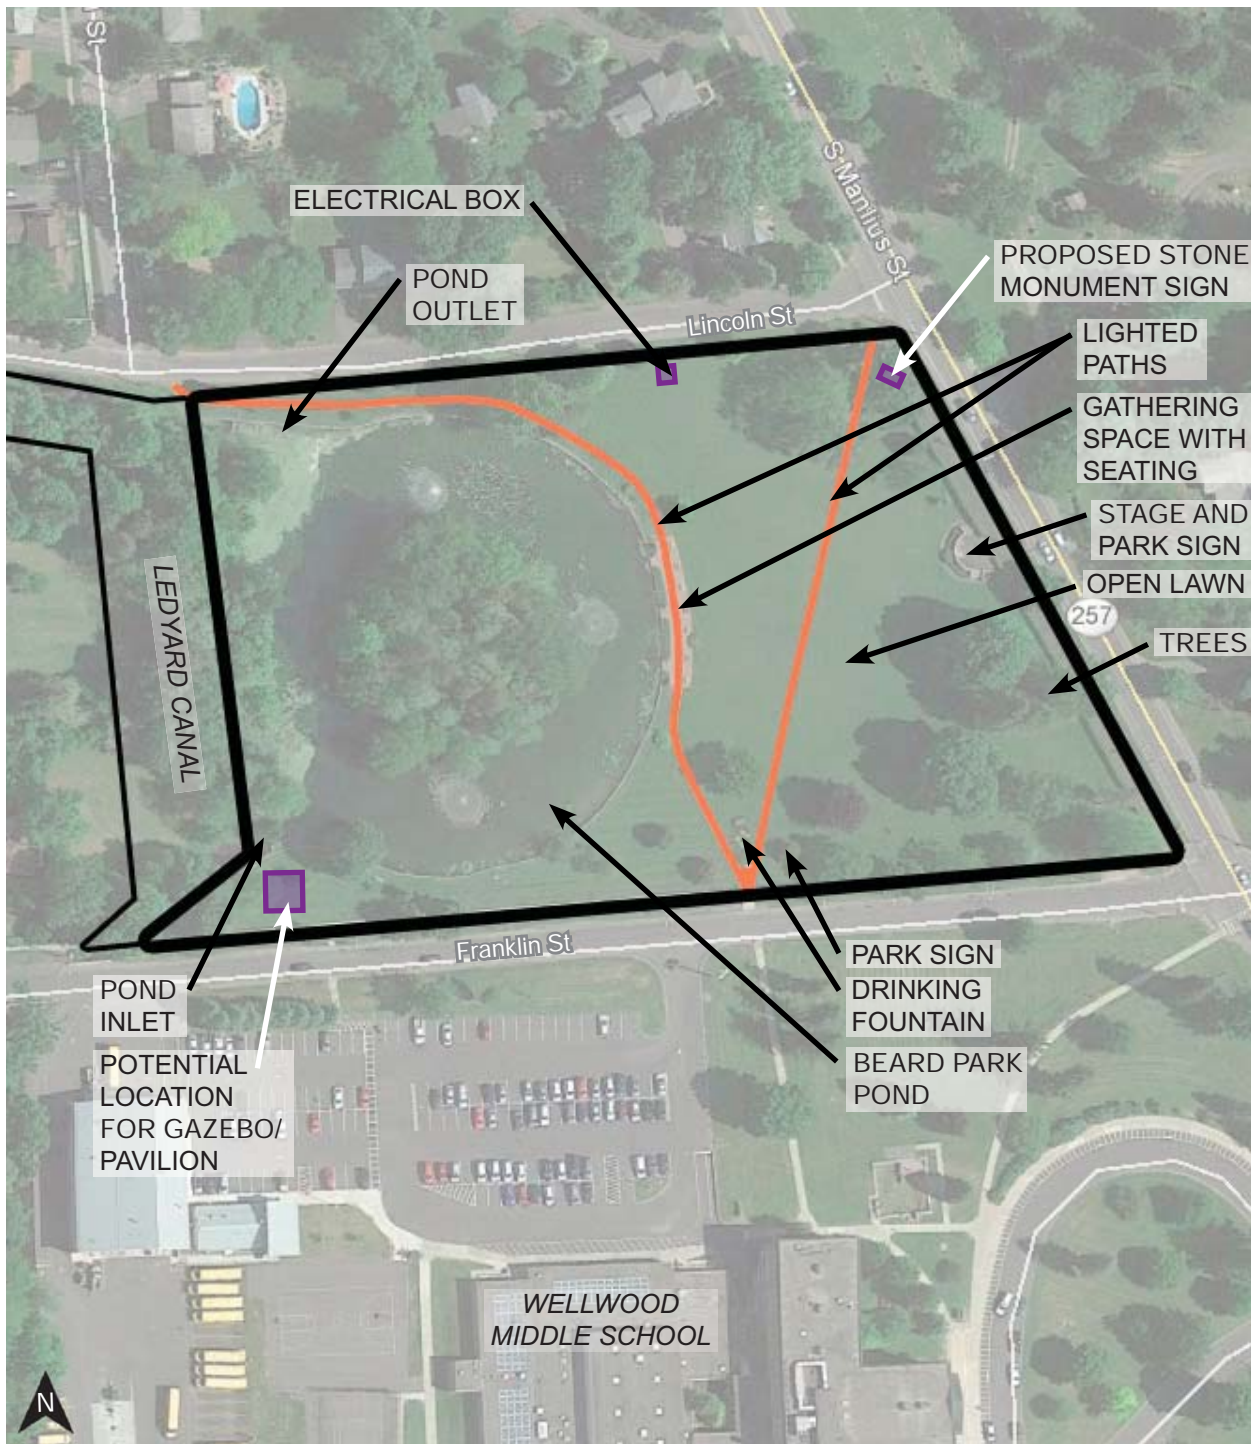 St
S Manilus St
ELECTRICAL BOX
POND
OUTLET
PROPOSED STONE
MONUMENT SIGN
Lincoln St
LIGHTED
PATHS
GATHERING
SPACE WITH
SEATING
STAGE AND
PARK SIGN
OPEN LAWN
257
TREES
LEDYARD CANAL
Franklin St
PARK SIGN
POND
INLET
DRINKING
FOUNTAIN
BEARD PARK
POND
POTENTIAL
LOCATION
FOR GAZEBO/
PAVILION
WELLWOOD
MIDDLE SCHOOL
N